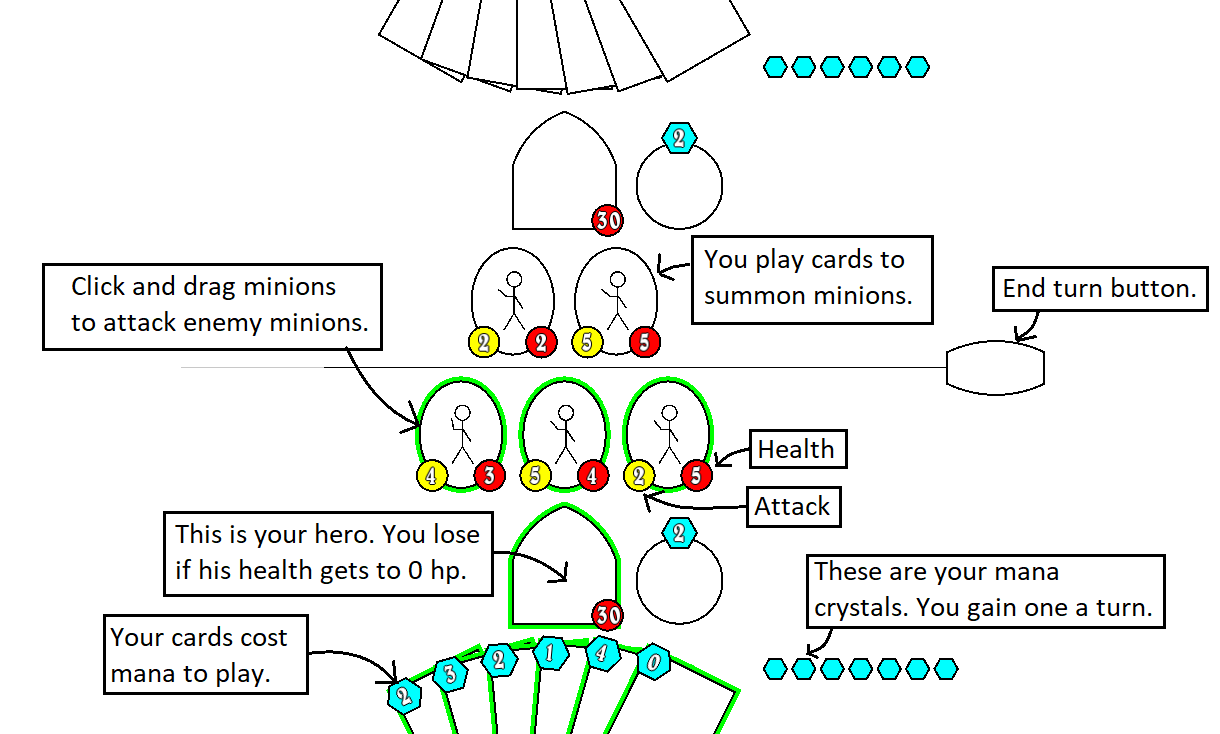 2
30
You play cards to
summon minions.
Click and drag minions
to attack enemy minions.
End turn button.
2 2 5 5
4 3 5 4 2 5
Health
Attack
This is your hero. You lose
if his health gets to 0 hp.
2
30
These are your mana
crystals. You gain one a turn.
Your cards cost
mana to play.
2 3 2 1 4 0